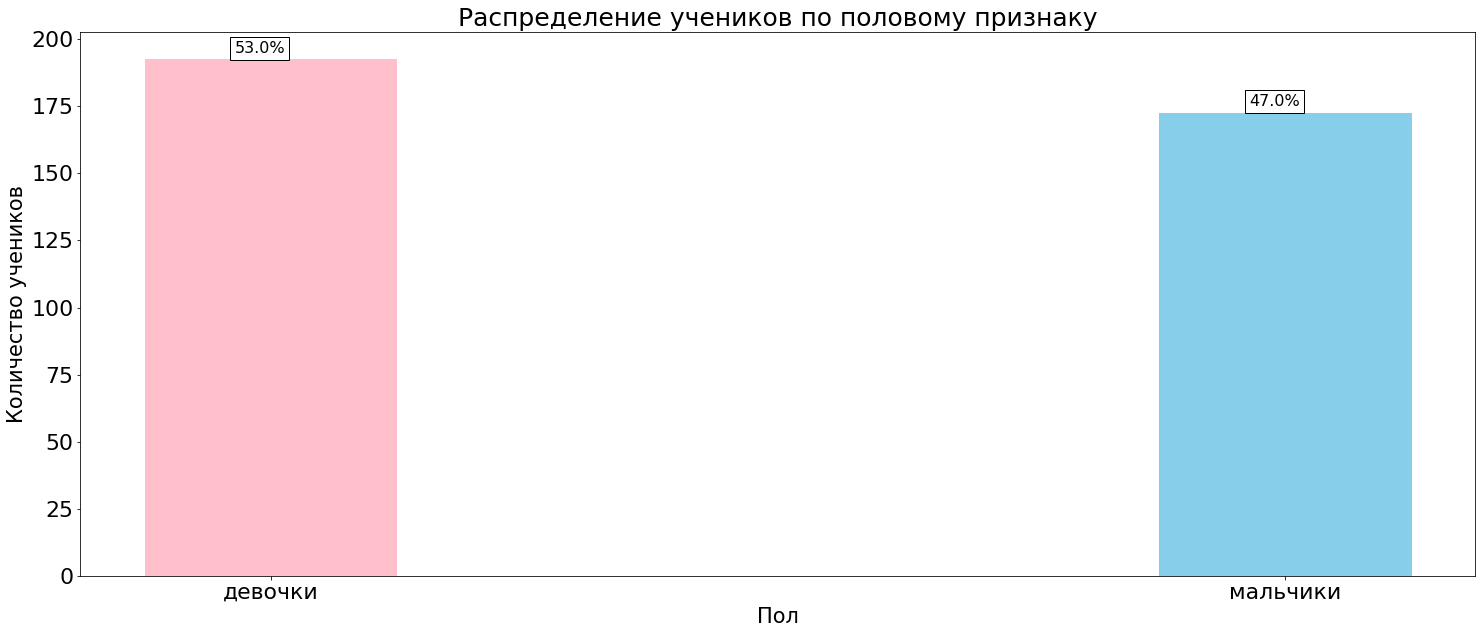 Распределение учеников по половому признаку
53.0%
47.0%
Количество учеников
200
175
150
125
100
75
50
25
0
девочки
мальчики
Пол